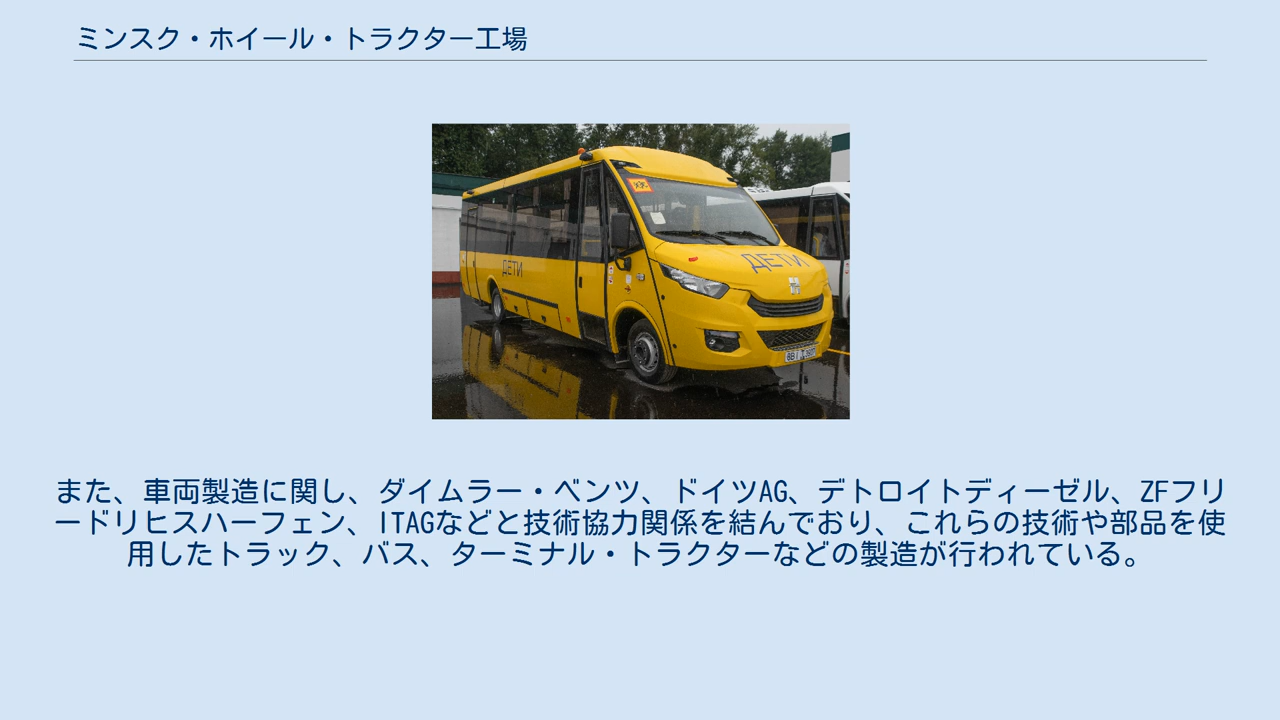 ミンスク・ホイール・トラクター工場
ДЕТИ
ДЕТИ
また、車両製造に関し、ダイムラー・ベンツ、ドイツAG、デトロイトディーゼル、ZFフリ
ードリヒスハーフェン、ITAGなどと技術協力関係を結んでおり、これらの技術や部品を使
用したトラック、バス、ターミナル・トラクターなどの製造が行われている。